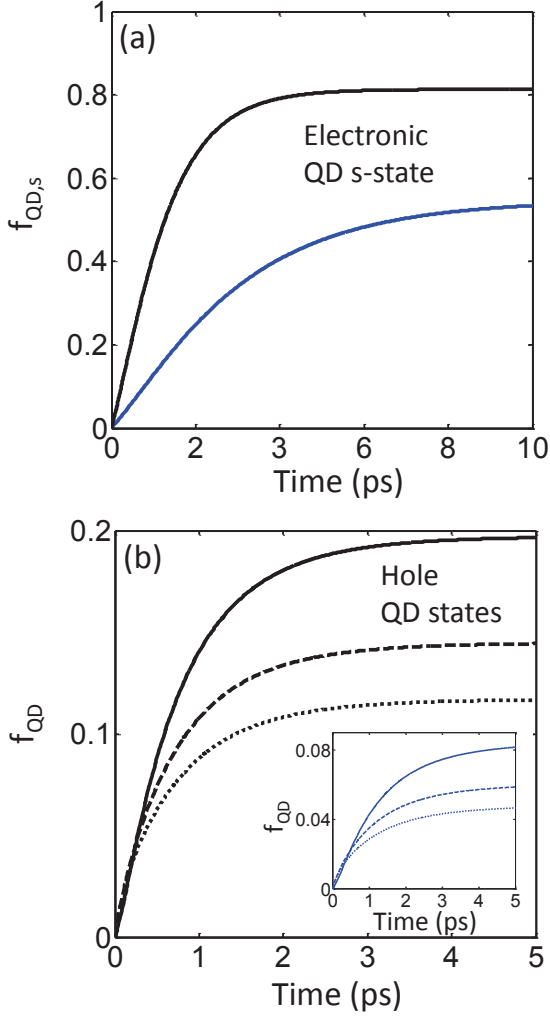 (a)
1
0.8
0.6
0.4
0.2
0
f_QD,s
Electronic
QD s-state
0 2 3 6 8 10
Time (ps)
(b)
0.2
0.1
0
f_QD
Hole
QD states
0.08
0.04
0
f_QD
0 1 2 3 4 5
Time (ps)
0 1 2 3 4 5
Time (ps)